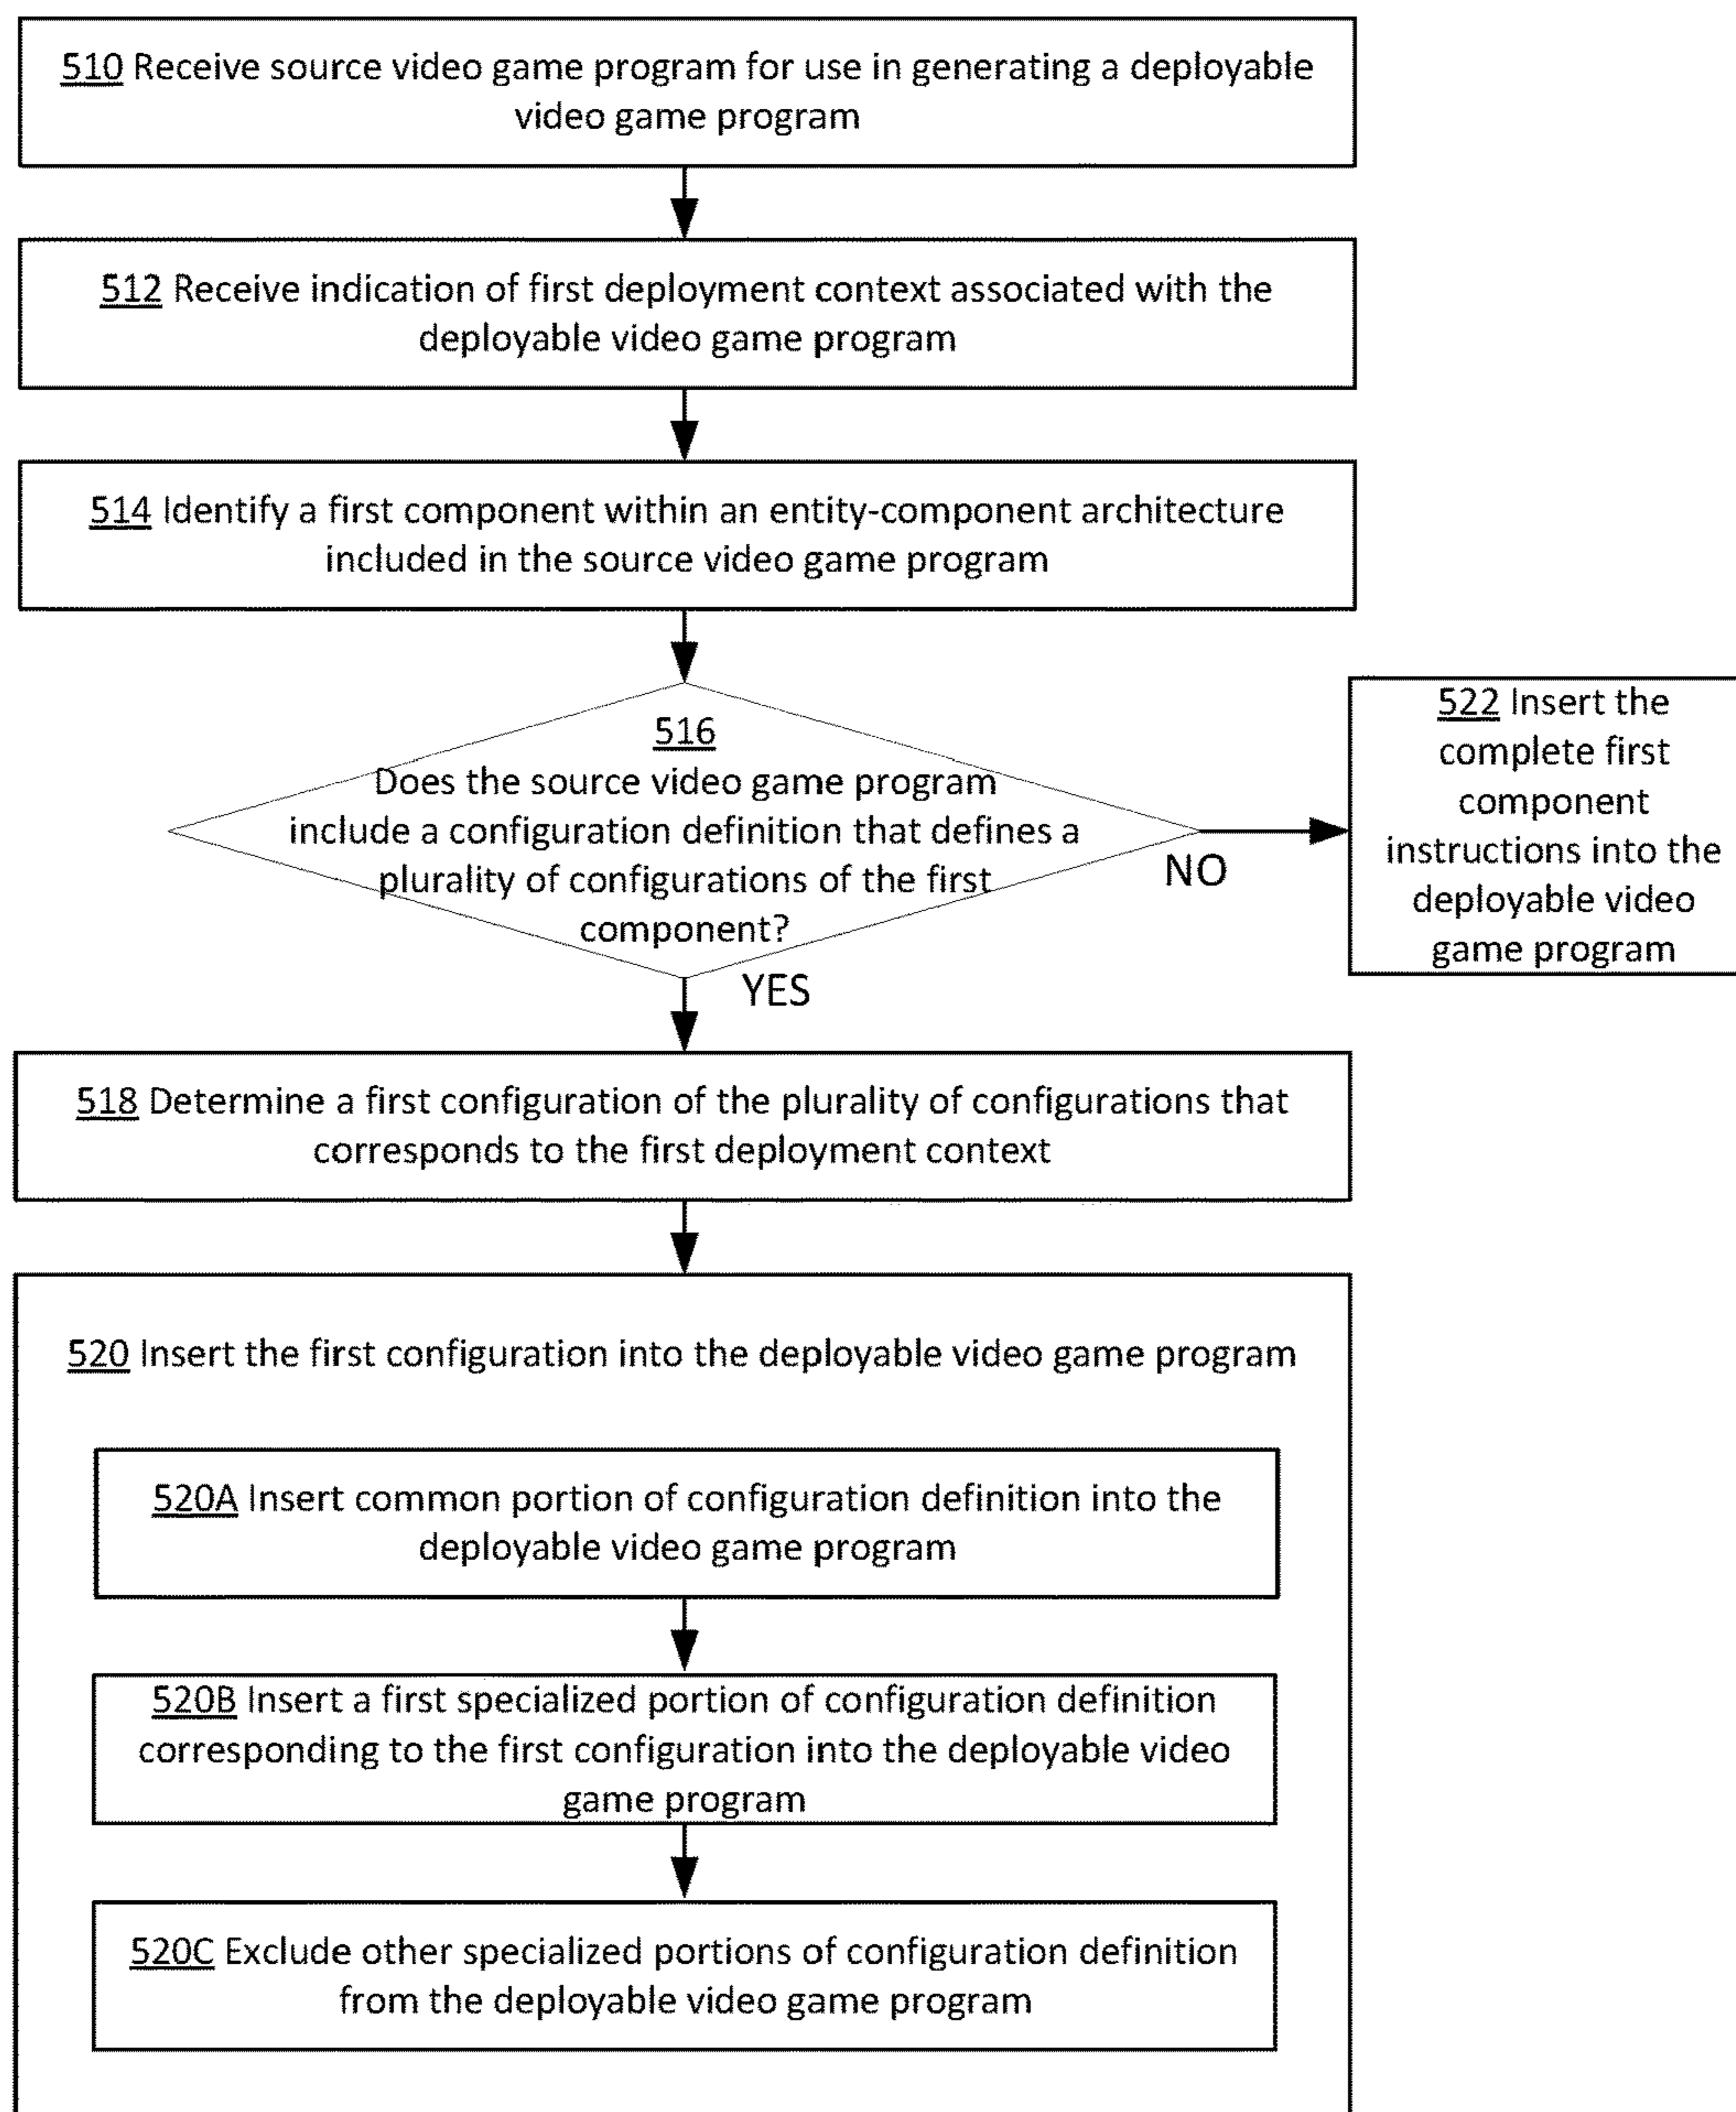 510 Receive source video game program for use in generating a deployable
video game program
512 Receive indication of first deployment context associated with the
deployable video game program
514 Identify a first component within an entity-component architecture
included in the source video game program
516
Does the source video game program
include a configuration definition that defines a
plurality of configurations of the first
component?
NO
522 Insert the
complete first
component
instructions into the
deployable video
game program
YES
518 Determine a first configuration of the plurality of configurations that
corresponds to the first deployment context
520 Insert the first configuration into the deployable video game program
520A Insert common portion of configuration definition into the
deployable video game program
520B Insert a first specialized portion of configuration definition
corresponding to the first configuration into the deployable video
game program
520C Exclude other specialized portions of configuration definition
from the deployable video game program